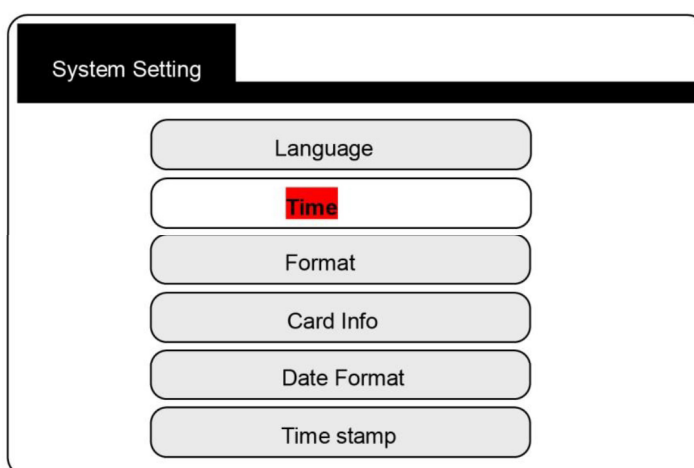 System Setting
Language
Time
Format
Card Info
Date Format
Time stamp